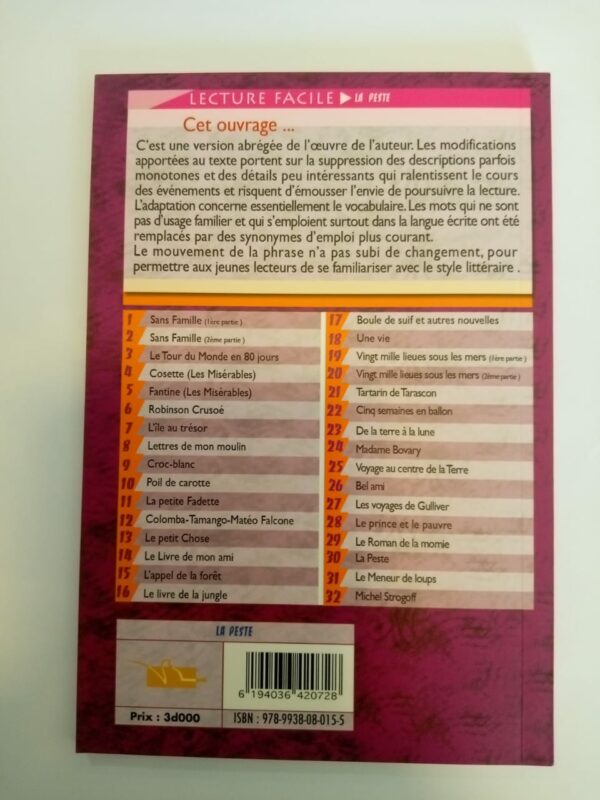 LECTURE FACILE ▶ LA PESTE
Cet ouvrage ...
C'est une version abrégée de l'œuvre de l'auteur. Les modifications
apportées au texte portent sur la suppression des descriptions parfois
monotones et des détails peu intéressants qui ralentissent le cours
des événements et risquent d'émousser l'envie de poursuivre la lecture.
L'adaptation concerne essentiellement le vocabulaire. Les mots qui ne sont
pas d'usage familier et qui s'emploient surtout dans la langue écrite ont été
remplacés par des synonymes d'emploi plus courant.
Le mouvement de la phrase n'a pas subi de changement, pour
permettre aux jeunes lecteurs de se familiariser avec le style littéraire .
1 Sans Famille (1ère partie)
2 Sans Famille (2ème partie)
3 Le Tour du Monde en 80 jours
4 Cosette (Les Misérables)
5 Fantine (Les Misérables)
6 Robinson Crusoé
7 L'île au trésor
8 Lettres de mon moulin
9 Croc-blanc
10 Poil de carotte
11 La petite Fadette
12 Colomba-Tamango-Matéo Falcone
13 Le petit Chose
14 Le Livre de mon ami
15 L'appel de la forêt
16 Le livre de la jungle
17 Boule de suif et autres nouvelles
18 Une vie
19 Vingt mille lieues sous les mers (1ère partie)
20 Vingt mille lieues sous les mers (2ème partie)
21 Tartarin de Tarascon
22 Cinq semaines en ballon
23 De la terre à la lune
24 Madame Bovary
25 Voyage au centre de la Terre
26 Bel ami
27 Les voyages de Gulliver
28 Le prince et le pauvre
29 Le Roman de la momie
30 La Peste
31 Le Meneur de loups
32 Michel Strogoff
LA PESTE
6 194036 420728
Prix : 3d000
ISBN : 978-9938-08-015-5